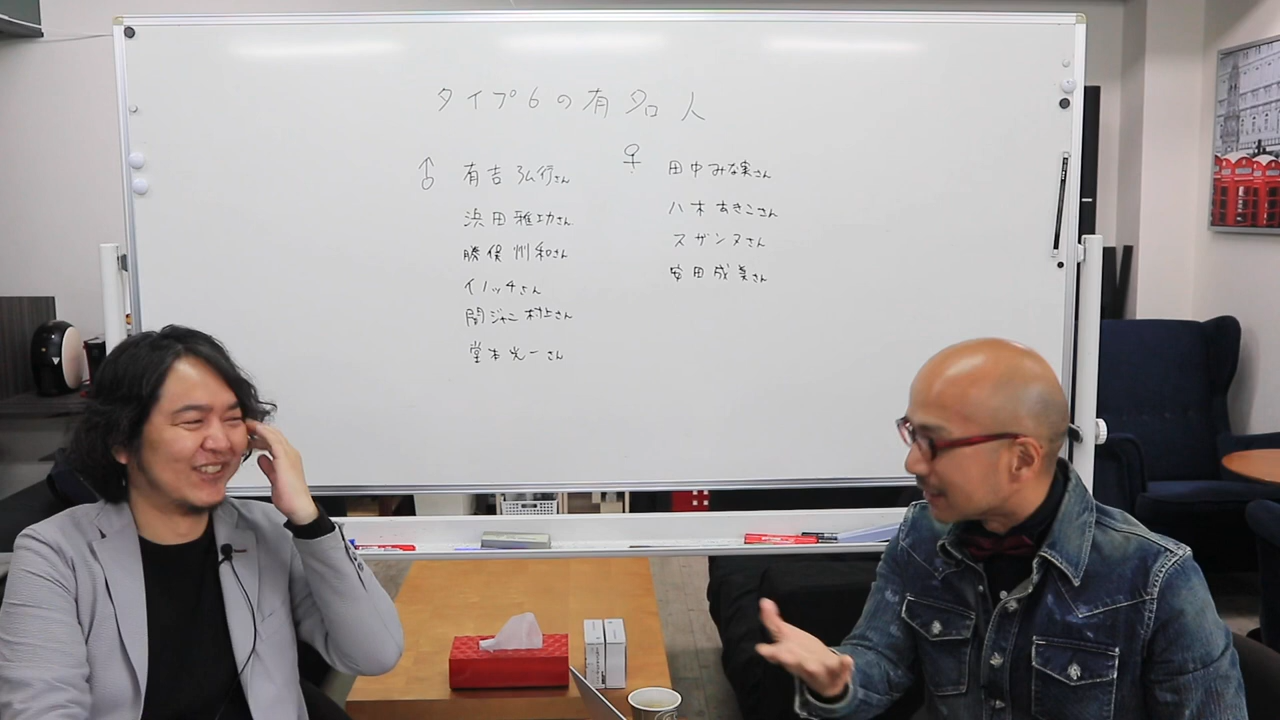 タイプ6の有名人
♂
有吉弘行さん
浜田雅功さん
勝俣州和さん
イノッチさん
関ジャニ村上さん
堂本光一さん
♀
田中みな実さん
八木あきこさん
スザンヌさん
安田成美さん